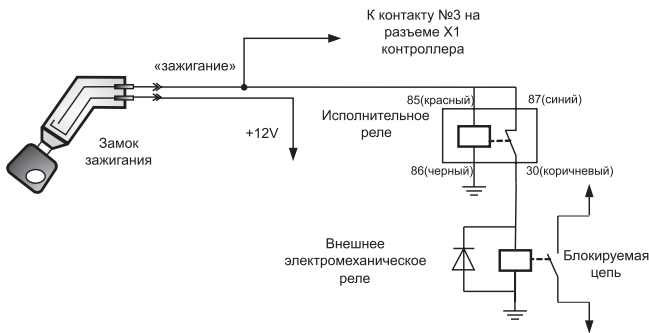 К контакту №3 на
разъеме Х1
контроллера
«зажигание»
85(красный) 87(синий)
Исполнительное
реле
+12V
Замок
зажигания
86(черный) 30(коричневый)
Внешнее
электромеханическое
реле
Блокируемая
цепь